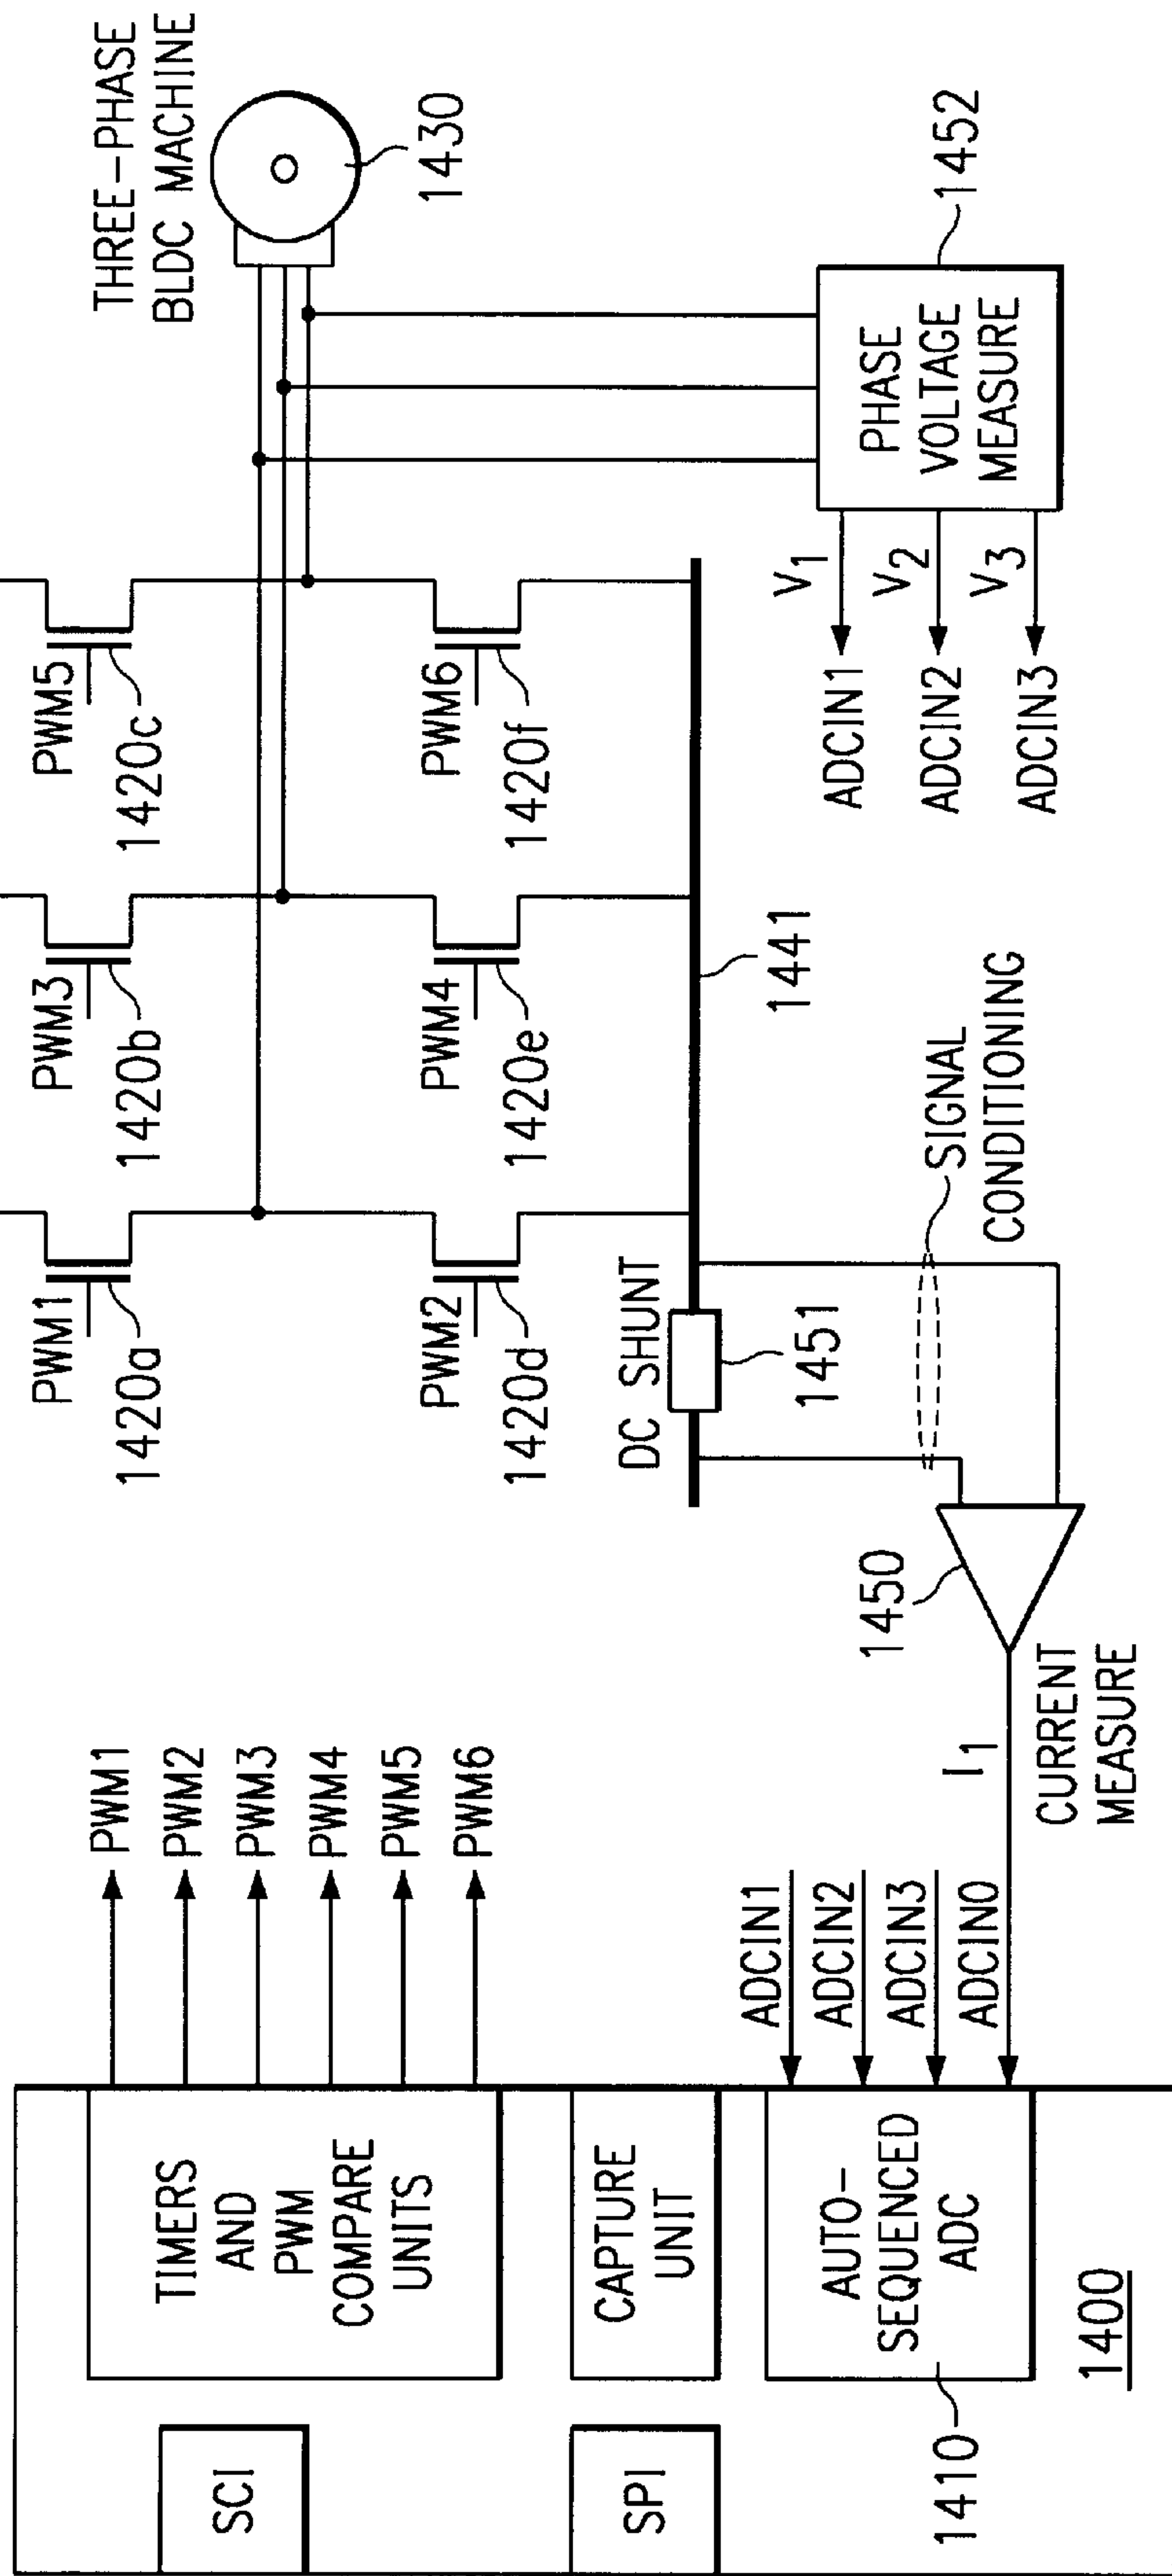 SCI
SPI
1410
TIMERS
AND
PWM
COMPARE
UNITS
CAPTURE
UNIT
AUTO-
SEQUENCED
ADC
1400
PWM1
PWM2
PWM3
PWM4
PWM5
PWM6
ADCIN1
ADCIN2
ADCIN3
ADCIN0
I1
CURRENT
MEASURE
1450
PWM1
1420a
PWM2
1420d
DC SHUNT
1451
SIGNAL
CONDITIONING
PWM3
1420b
PWM4
1420e
1441
PWM5
1420c
PWM6
1420f
ADCIN1
ADCIN2
ADCIN3
V1
V2
V3
PHASE
VOLTAGE
MEASURE
1452
THREE-PHASE
BLDC MACHINE
1430